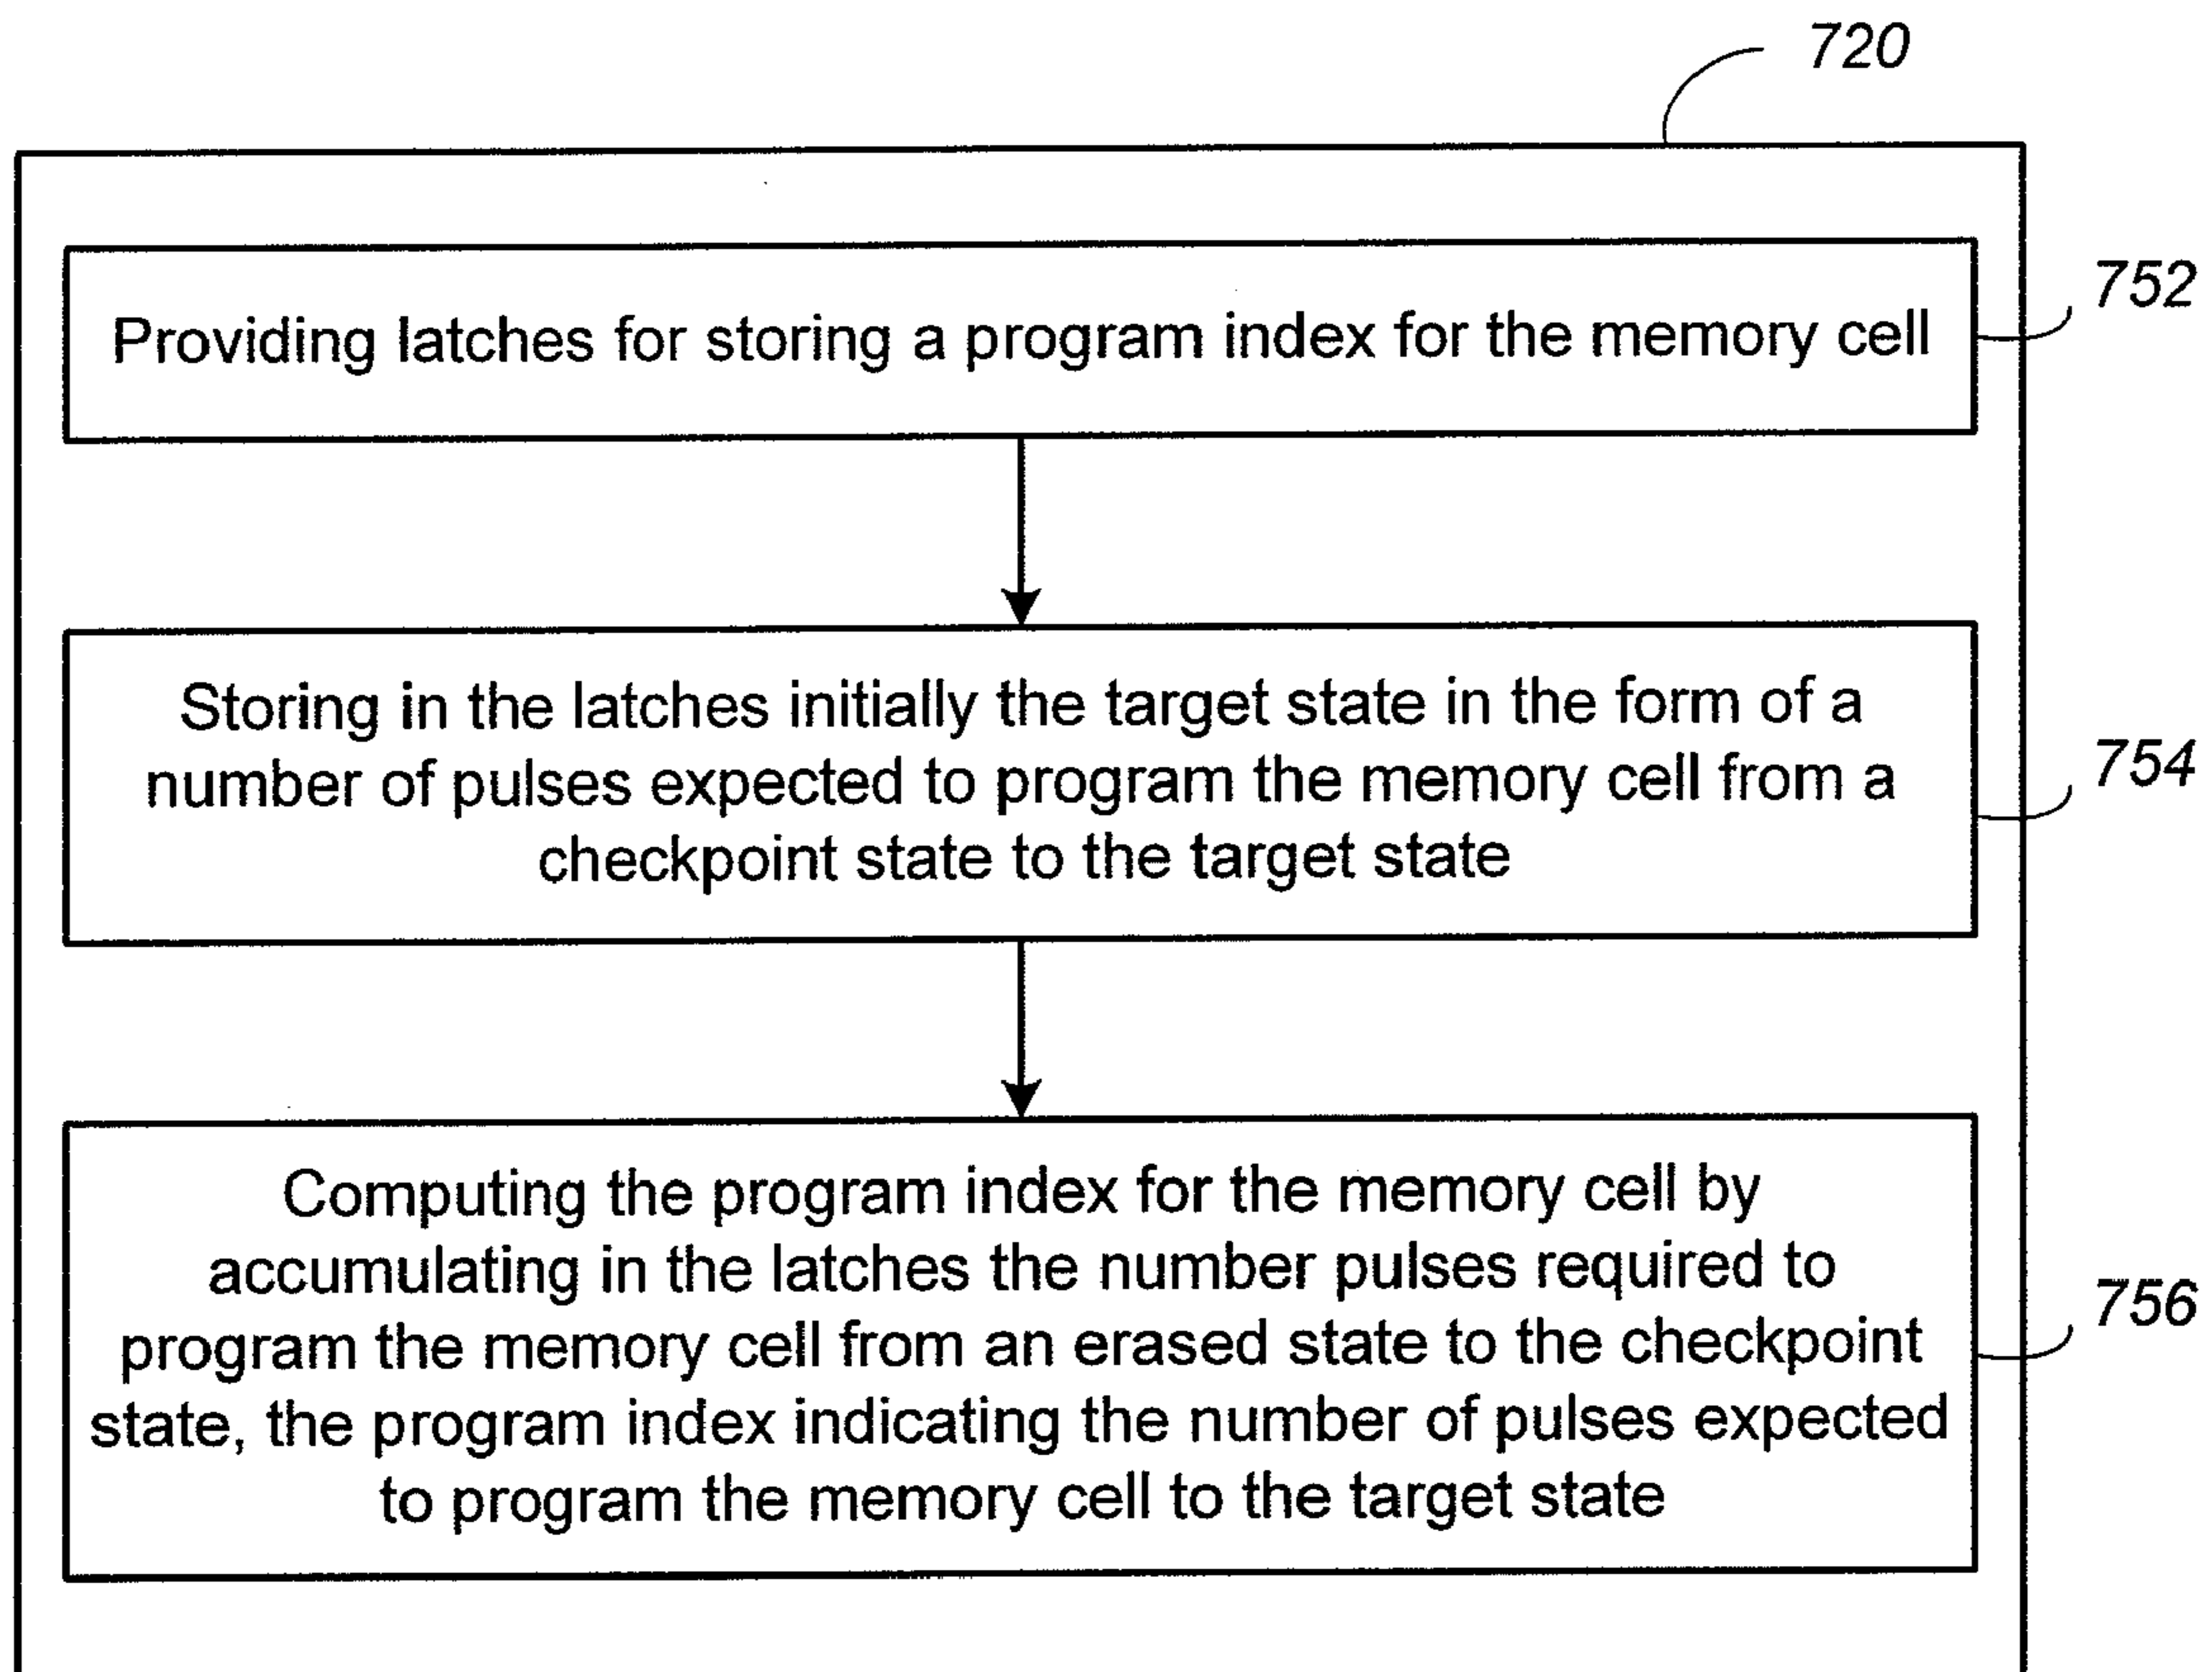 720
Providing latches for storing a program index for the memory cell
752
Storing in the latches initially the target state in the form of a
number of pulses expected to program the memory cell from a
checkpoint state to the target state
754
Computing the program index for the memory cell by
accumulating in the latches the number pulses required to
program the memory cell from an erased state to the checkpoint
state, the program index indicating the number of pulses expected
to program the memory cell to the target state
756